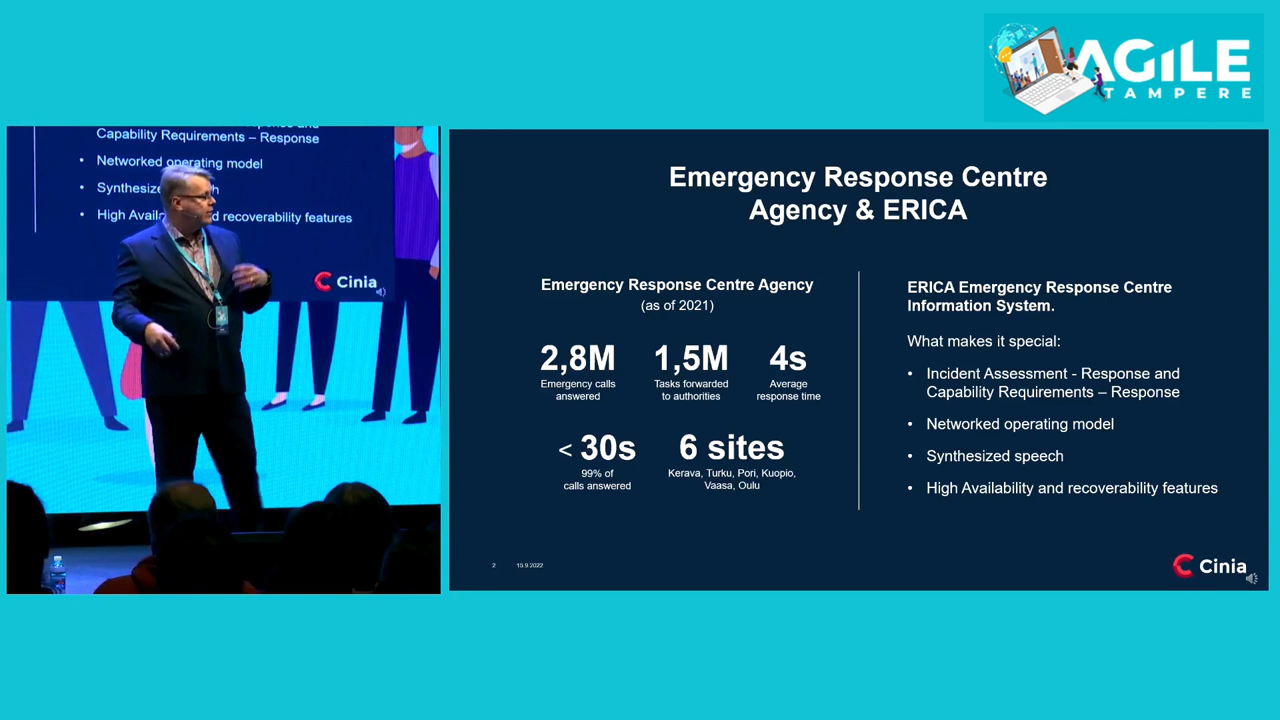 AGiLE
TAMPERE
Capability Requirements – Response
• Networked operating model
• Synthesize
• High Avail d recoverability features
Cinia
Emergency Response Centre
Agency & ERICA
Emergency Response Centre Agency
(as of 2021)
2,8M
Emergency calls
answered
1,5M
Tasks forwarded
to authorities
4s
Average
response time
< 30s
99% of
calls answered
6 sites
Kerava, Turku, Pori, Kuopio,
Vaasa, Oulu
ERICA Emergency Response Centre
Information System.
What makes it special:
• Incident Assessment - Response and
Capability Requirements – Response
• Networked operating model
• Synthesized speech
• High Availability and recoverability features
2 15.9.2022
Cinia